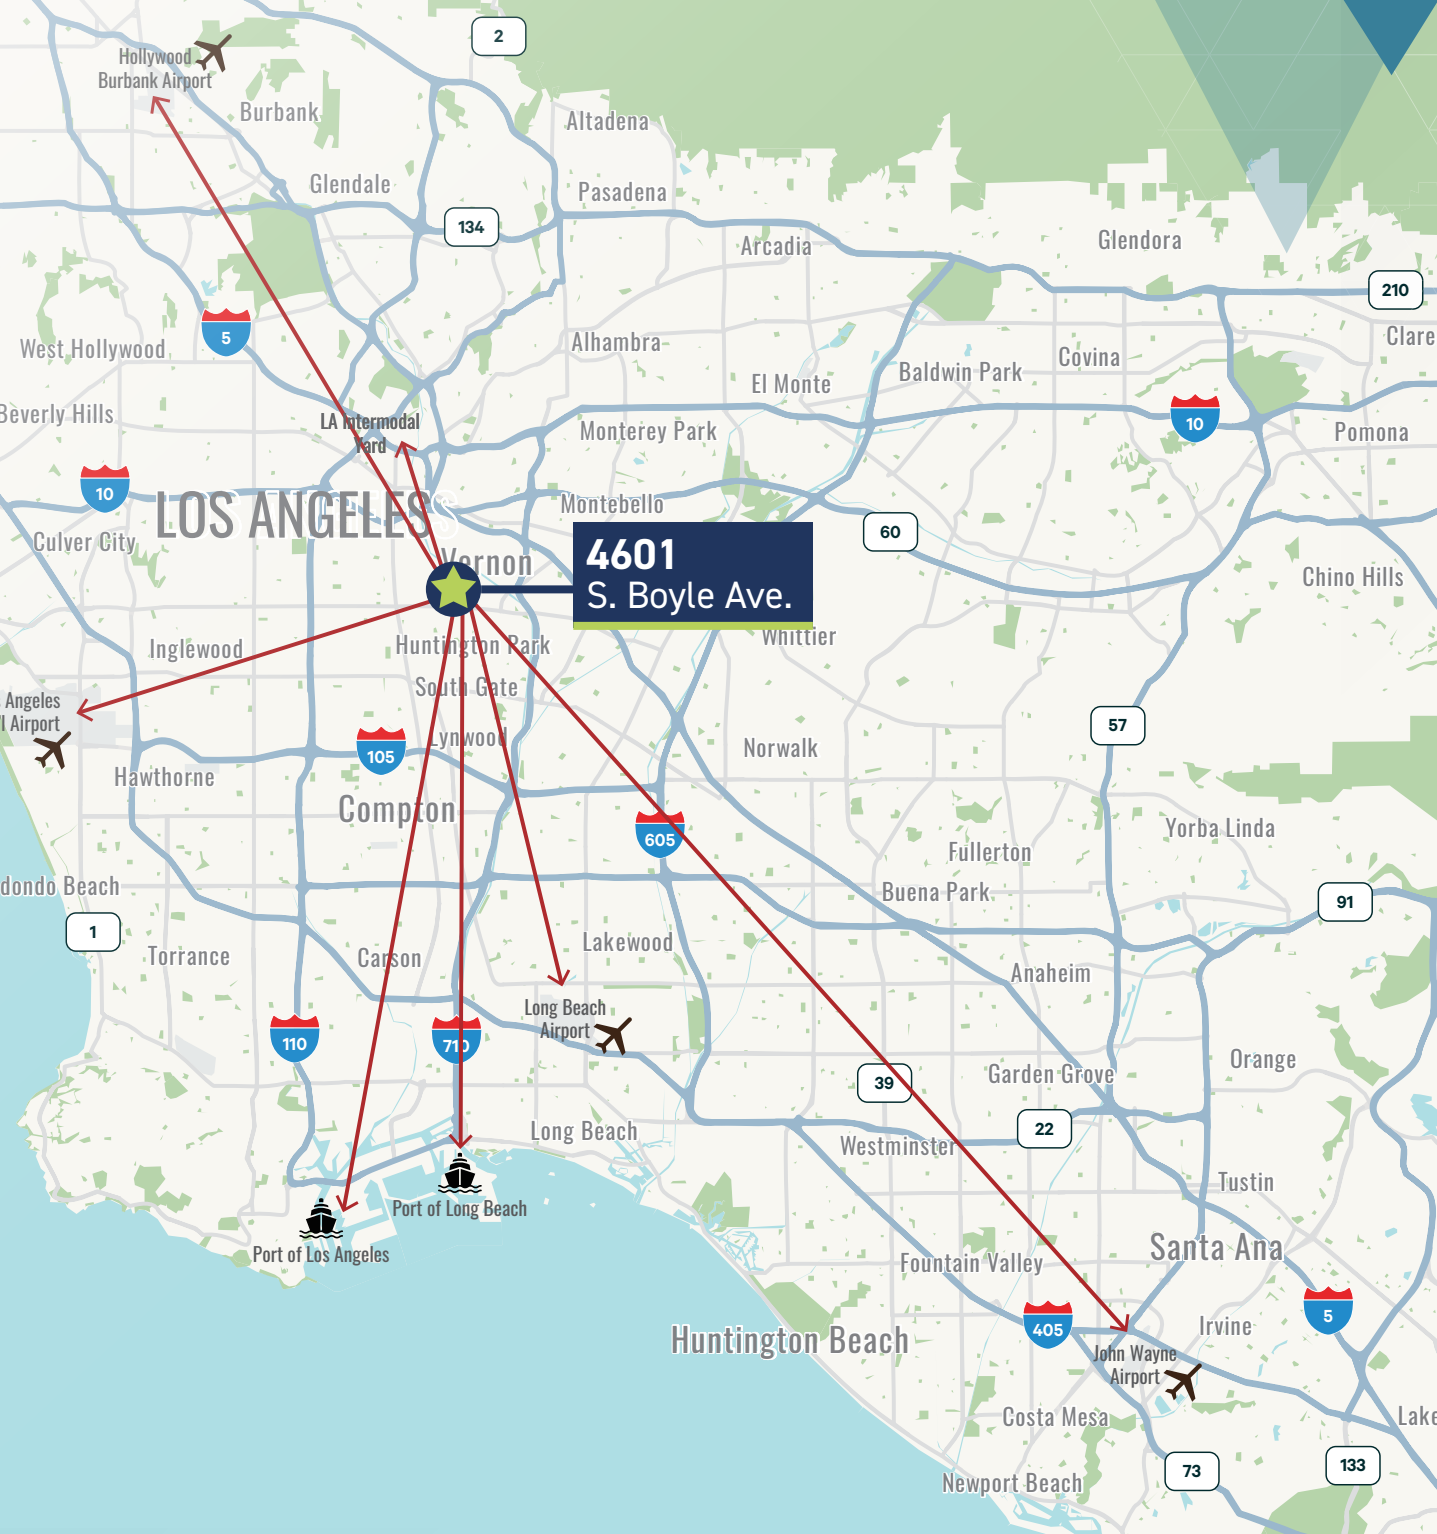 2
Hollywood
Burbank Airport
Burbank
Altadena
Glendale
Pasadena
134
Arcadia
Glendora
210
5
West Hollywood
Alhambra
Clare
Covina
El Monte
Baldwin Park
Beverly Hills
LA Intermodal
Yard
Monterey Park
10
Pomona
10
LOS ANGELES
Montebello
Culver City
60
Vernon
4601
S. Boyle Ave.
Chino Hills
Whittier
Inglewood
Huntington Park
South Gate
Angeles
l Airport
57
Lynwood
Norwalk
105
Hawthorne
Compton
605
Yorba Linda
Fullerton
dondo Beach
Buena Park
91
1
Torrance
Carson
Lakewood
Anaheim
Long Beach
Airport
110
710
Orange
39
Garden Grove
Long Beach
22
Westminster
Tustin
Port of Long Beach
Port of Los Angeles
Santa Ana
Fountain Valley
Huntington Beach
405
Irvine
5
John Wayne
Airport
Costa Mesa
Lake
Newport Beach
73
133